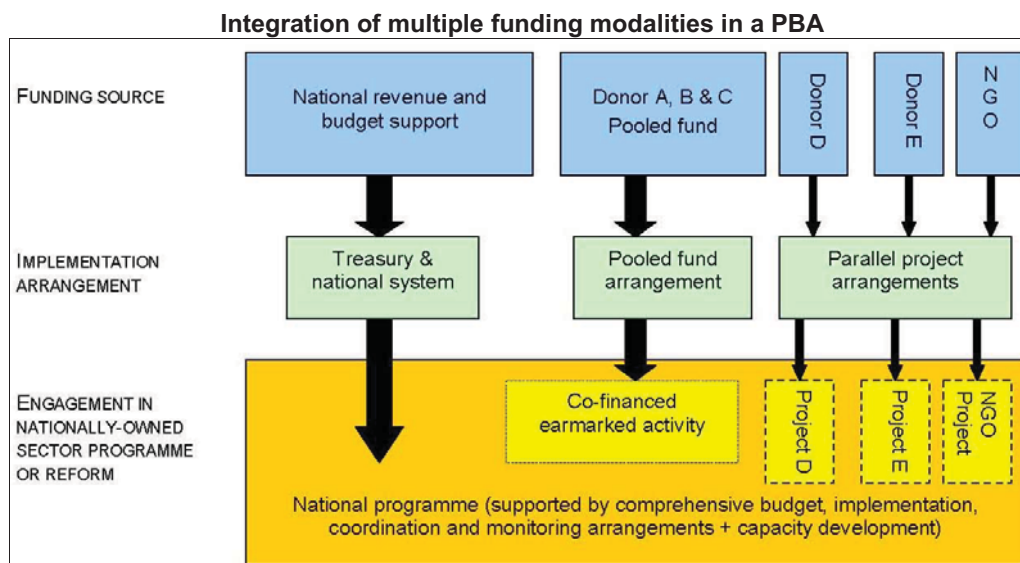 Integration of multiple funding modalities in a PBA
FUNDING SOURCE
National revenue and
budget support
Donor A, B & C
Pooled fund
Donor D
Donor E
NGO
IMPLEMENTATION
ARRANGEMENT
Treasury &
national system
Pooled fund
arrangement
Parallel project
arrangements
ENGAGEMENT IN
NATIONALLY-OWNED
SECTOR PROGRAMME
OR REFORM
Co-financed
earmarked activity
Project D
Project E
NGO
Project
National programme (supported by comprehensive budget, implementation,
coordination and monitoring arrangements + capacity development)